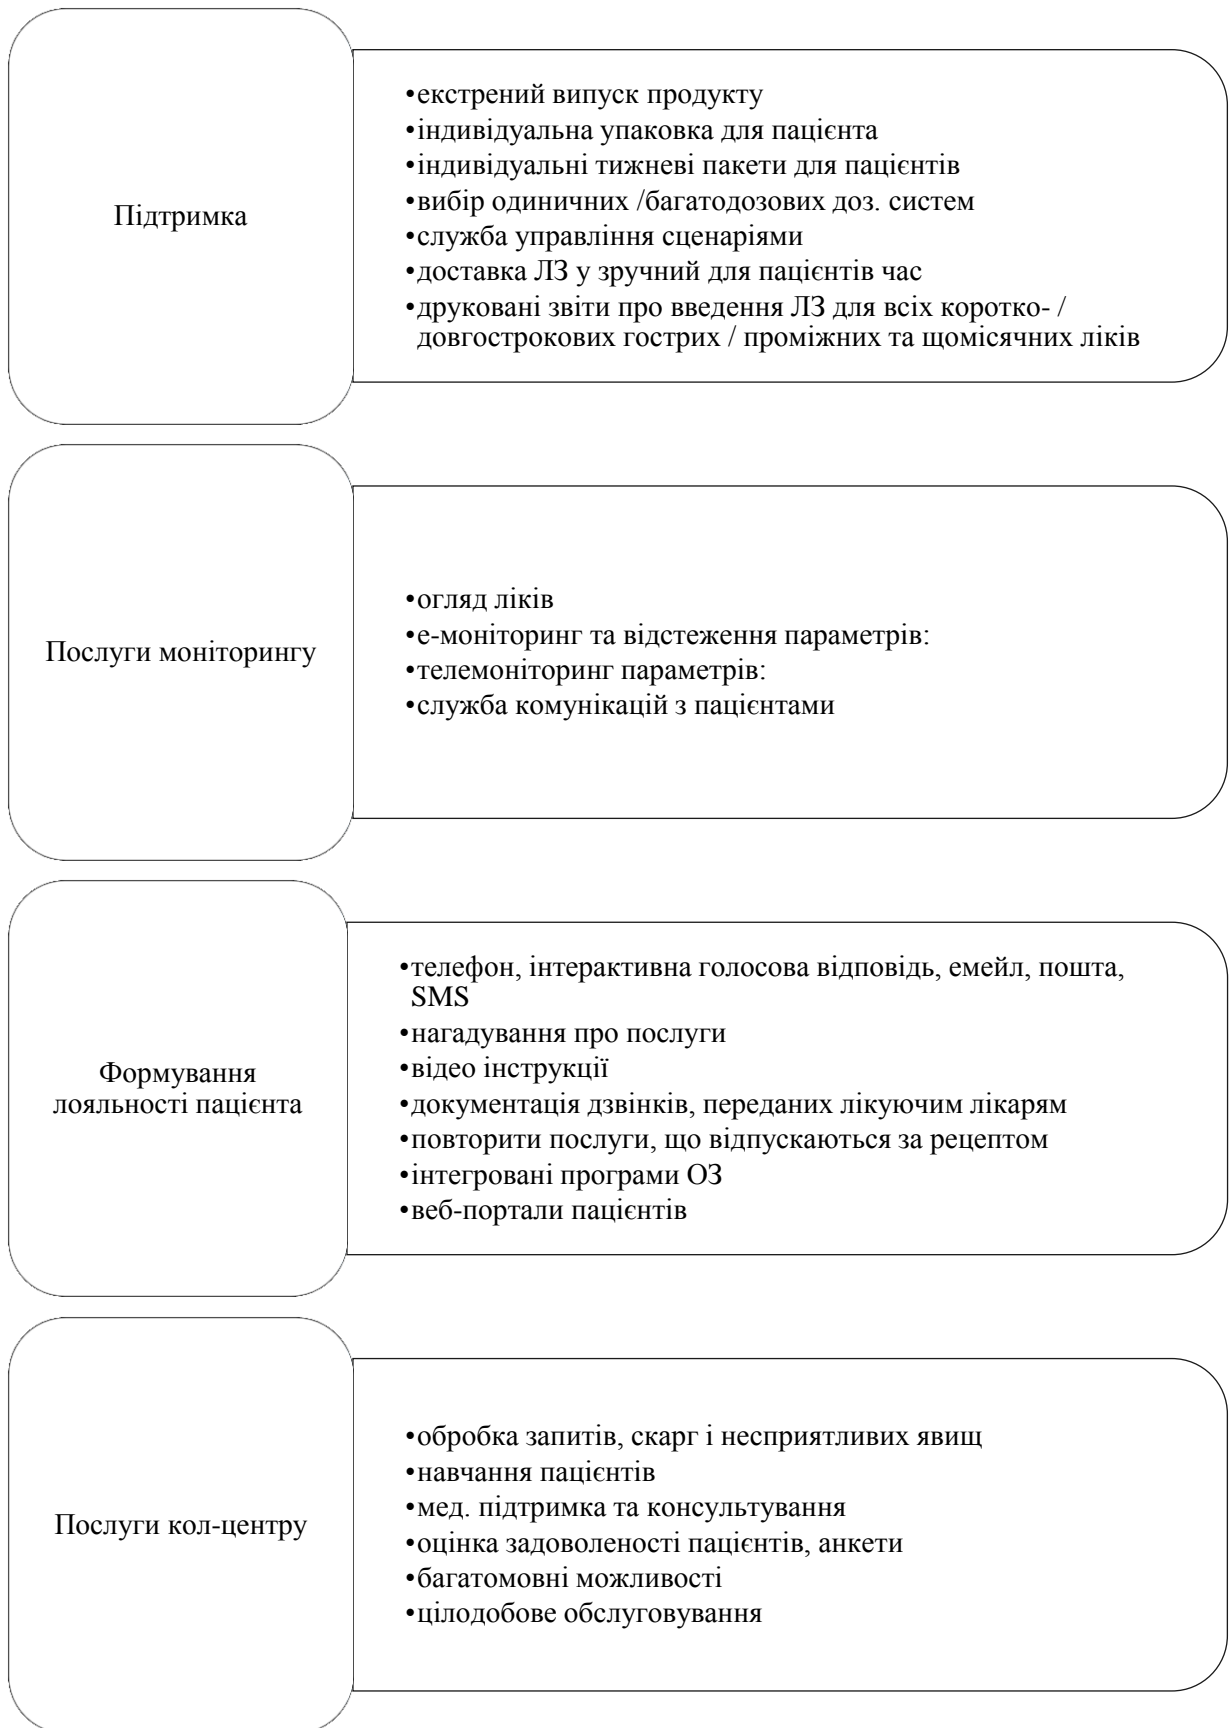 Підтримка
•екстрений випуск продукту
•індивідуальна упаковка для пацієнта
•індивідуальні тижневі пакети для пацієнтів
•вибір одиничних /багатодозових доз. систем
•служба управління сценаріями
•доставка ЛЗ у зручний для пацієнтів час
•друковані звіти про введення ЛЗ для всіх коротко- /
довгострокових гострих / проміжних та щомісячних ліків
Послуги моніторингу
•огляд ліків
•е-моніторинг та відстеження параметрів:
•телемоніторинг параметрів:
•служба комунікацій з пацієнтами
Формування
лояльності пацієнта
•телефон, інтерактивна голосова відповідь, емейл, пошта,
SMS
•нагадування про послуги
•відео інструкції
•документація дзвінків, переданих лікуючим лікарям
•повторити послуги, що відпускаються за рецептом
•інтегровані програми ОЗ
•веб-портали пацієнтів
Послуги кол-центру
•обробка запитів, скарг і несприятливих явищ
•навчання пацієнтів
•мед. підтримка та консультування
•оцінка задоволеності пацієнтів, анкети
•багатомовні можливості
•цілодобове обслуговування